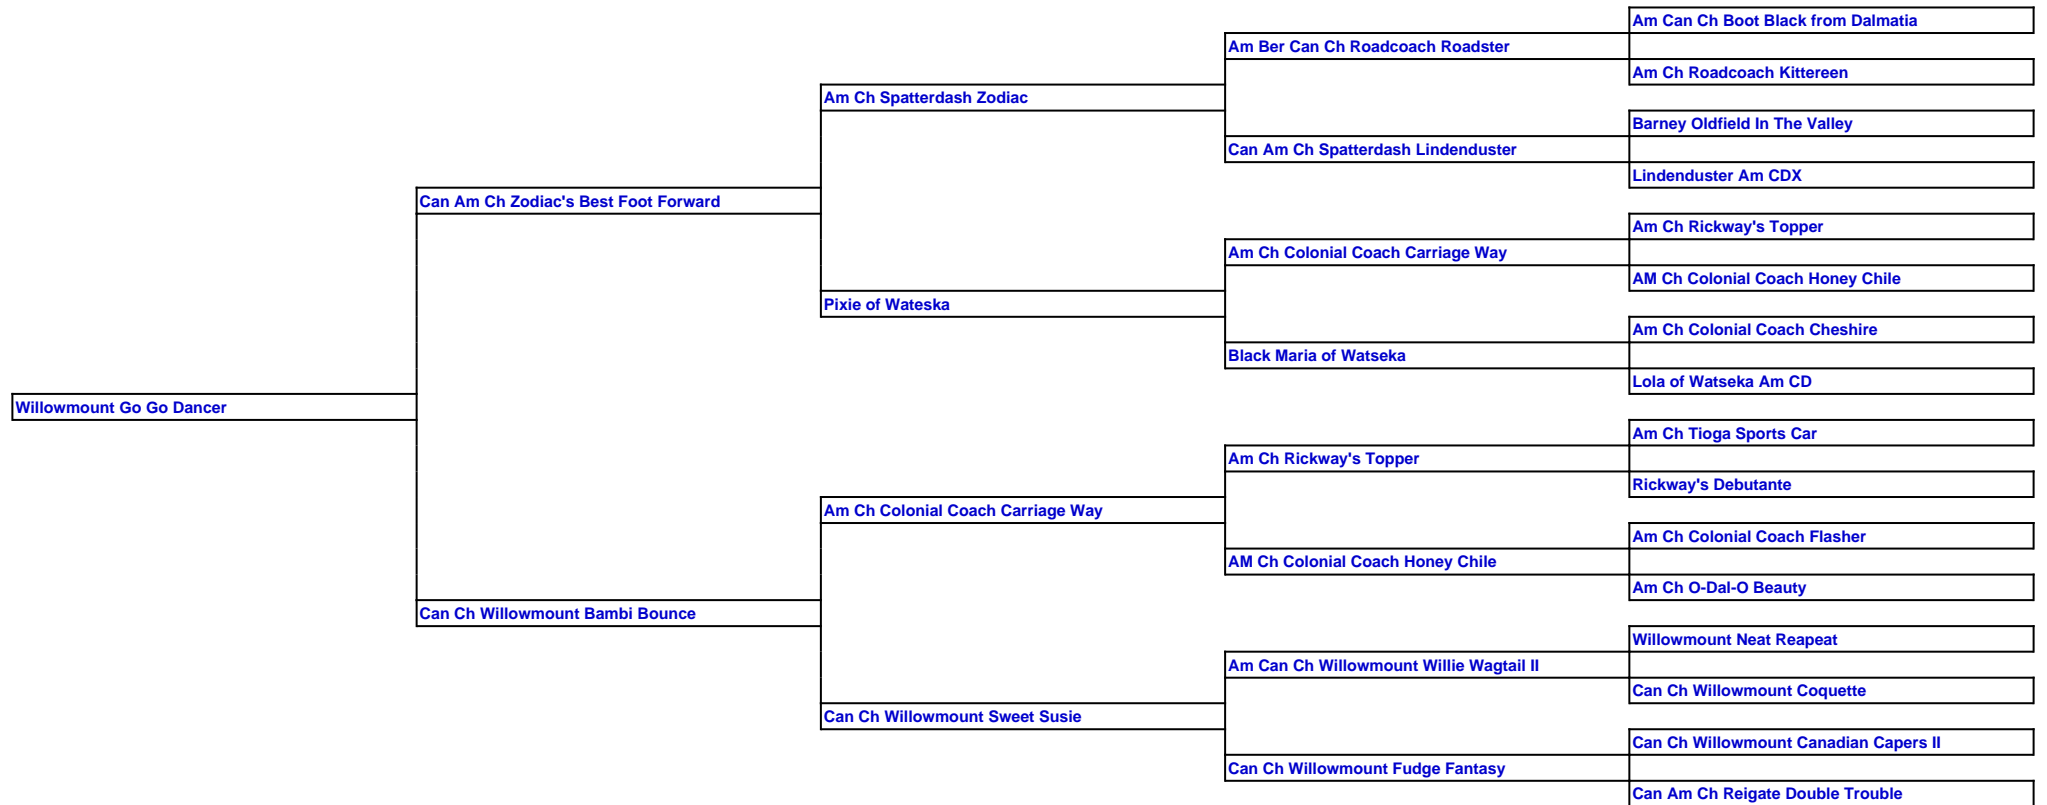 Am Can Ch Boot Black from Dalmatia
Am Ber Can Ch Roadcoach Roadster
Am Ch Roadcoach Kittereen
Am Ch Spatterdash Zodiac
Barney Oldfield In The Valley
Can Am Ch Spatterdash Lindenduster
Lindenduster Am CDX
Can Am Ch Zodiac's Best Foot Forward
Am Ch Rickway's Topper
Am Ch Colonial Coach Carriage Way
AM Ch Colonial Coach Honey Chile
Pixie of Wateska
Am Ch Colonial Coach Cheshire
Black Maria of Watseka
Lola of Watseka Am CD
Willowmount Go Go Dancer
Am Ch Tioga Sports Car
Am Ch Rickway's Topper
Rickway's Debutante
Am Ch Colonial Coach Carriage Way
Am Ch Colonial Coach Flasher
AM Ch Colonial Coach Honey Chile
Am Ch O-Dal-O Beauty
Can Ch Willowmount Bambi Bounce
Willowmount Neat Reapeat
Am Can Ch Willowmount Willie Wagtail II
Can Ch Willowmount Coquette
Can Ch Willowmount Sweet Susie
Can Ch Willowmount Canadian Capers II
Can Ch Willowmount Fudge Fantasy
Can Am Ch Reigate Double Trouble